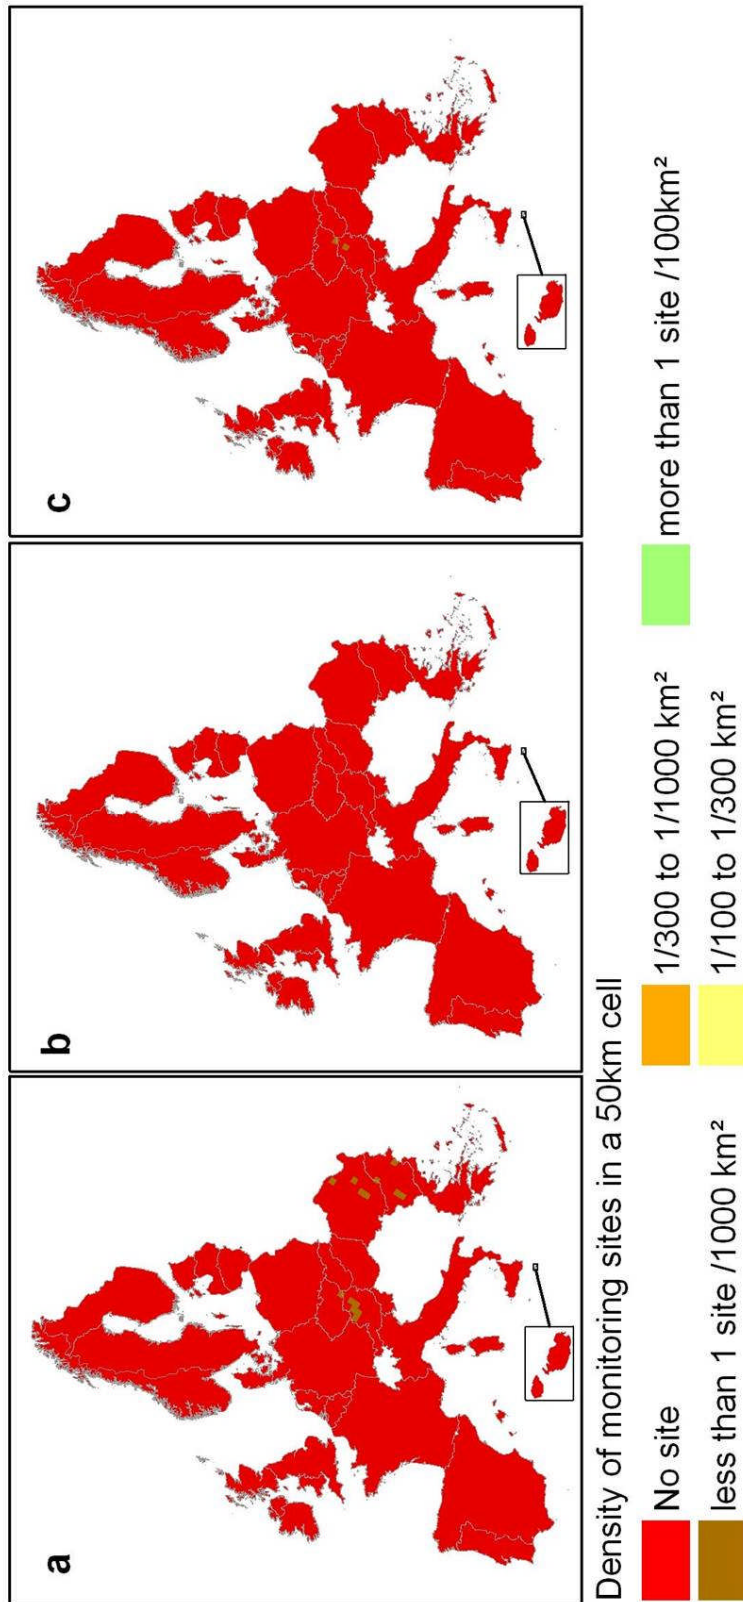 a
b
c
Density of monitoring sites in a 50km cell
No site
1/300 to 1/1000 km²
more than 1 site /100km²
less than 1 site /1000 km²
1/100 to 1/300 km²